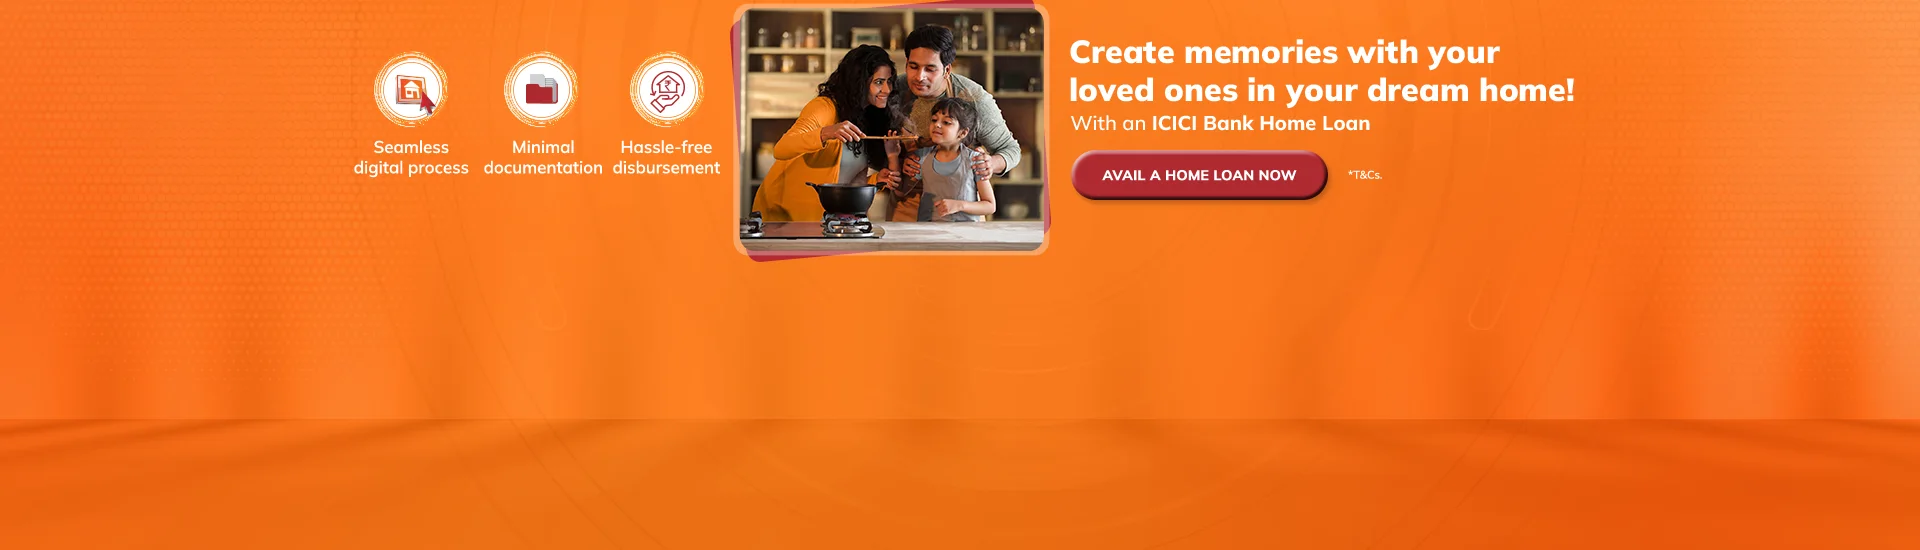 Seamless
digital process
Minimal
documentation
Hassle-free
disbursement
Create memories with your
loved ones in your dream home!
With an ICICI Bank Home Loan
AVAIL A HOME LOAN NOW
*T&Cs.